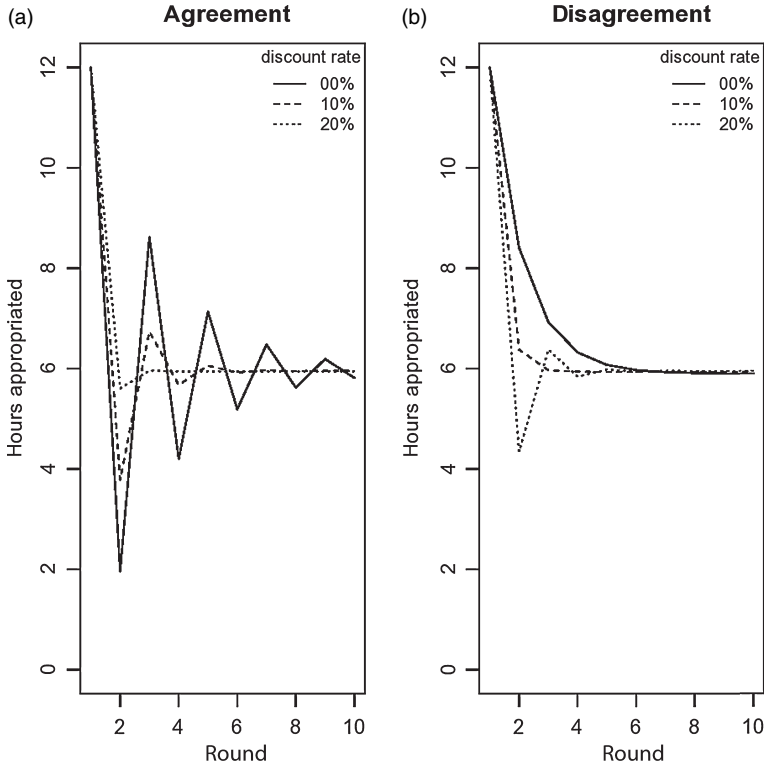 (a) Agreement
discount rate
00%
10%
20%
Hours appropriated
12
10
8
6
4
2
0
2 4 6 8 10
Round
(b) Disagreement
discount rate
00%
10%
20%
Hours appropriated
12
10
8
6
4
2
0
2 4 6 8 10
Round